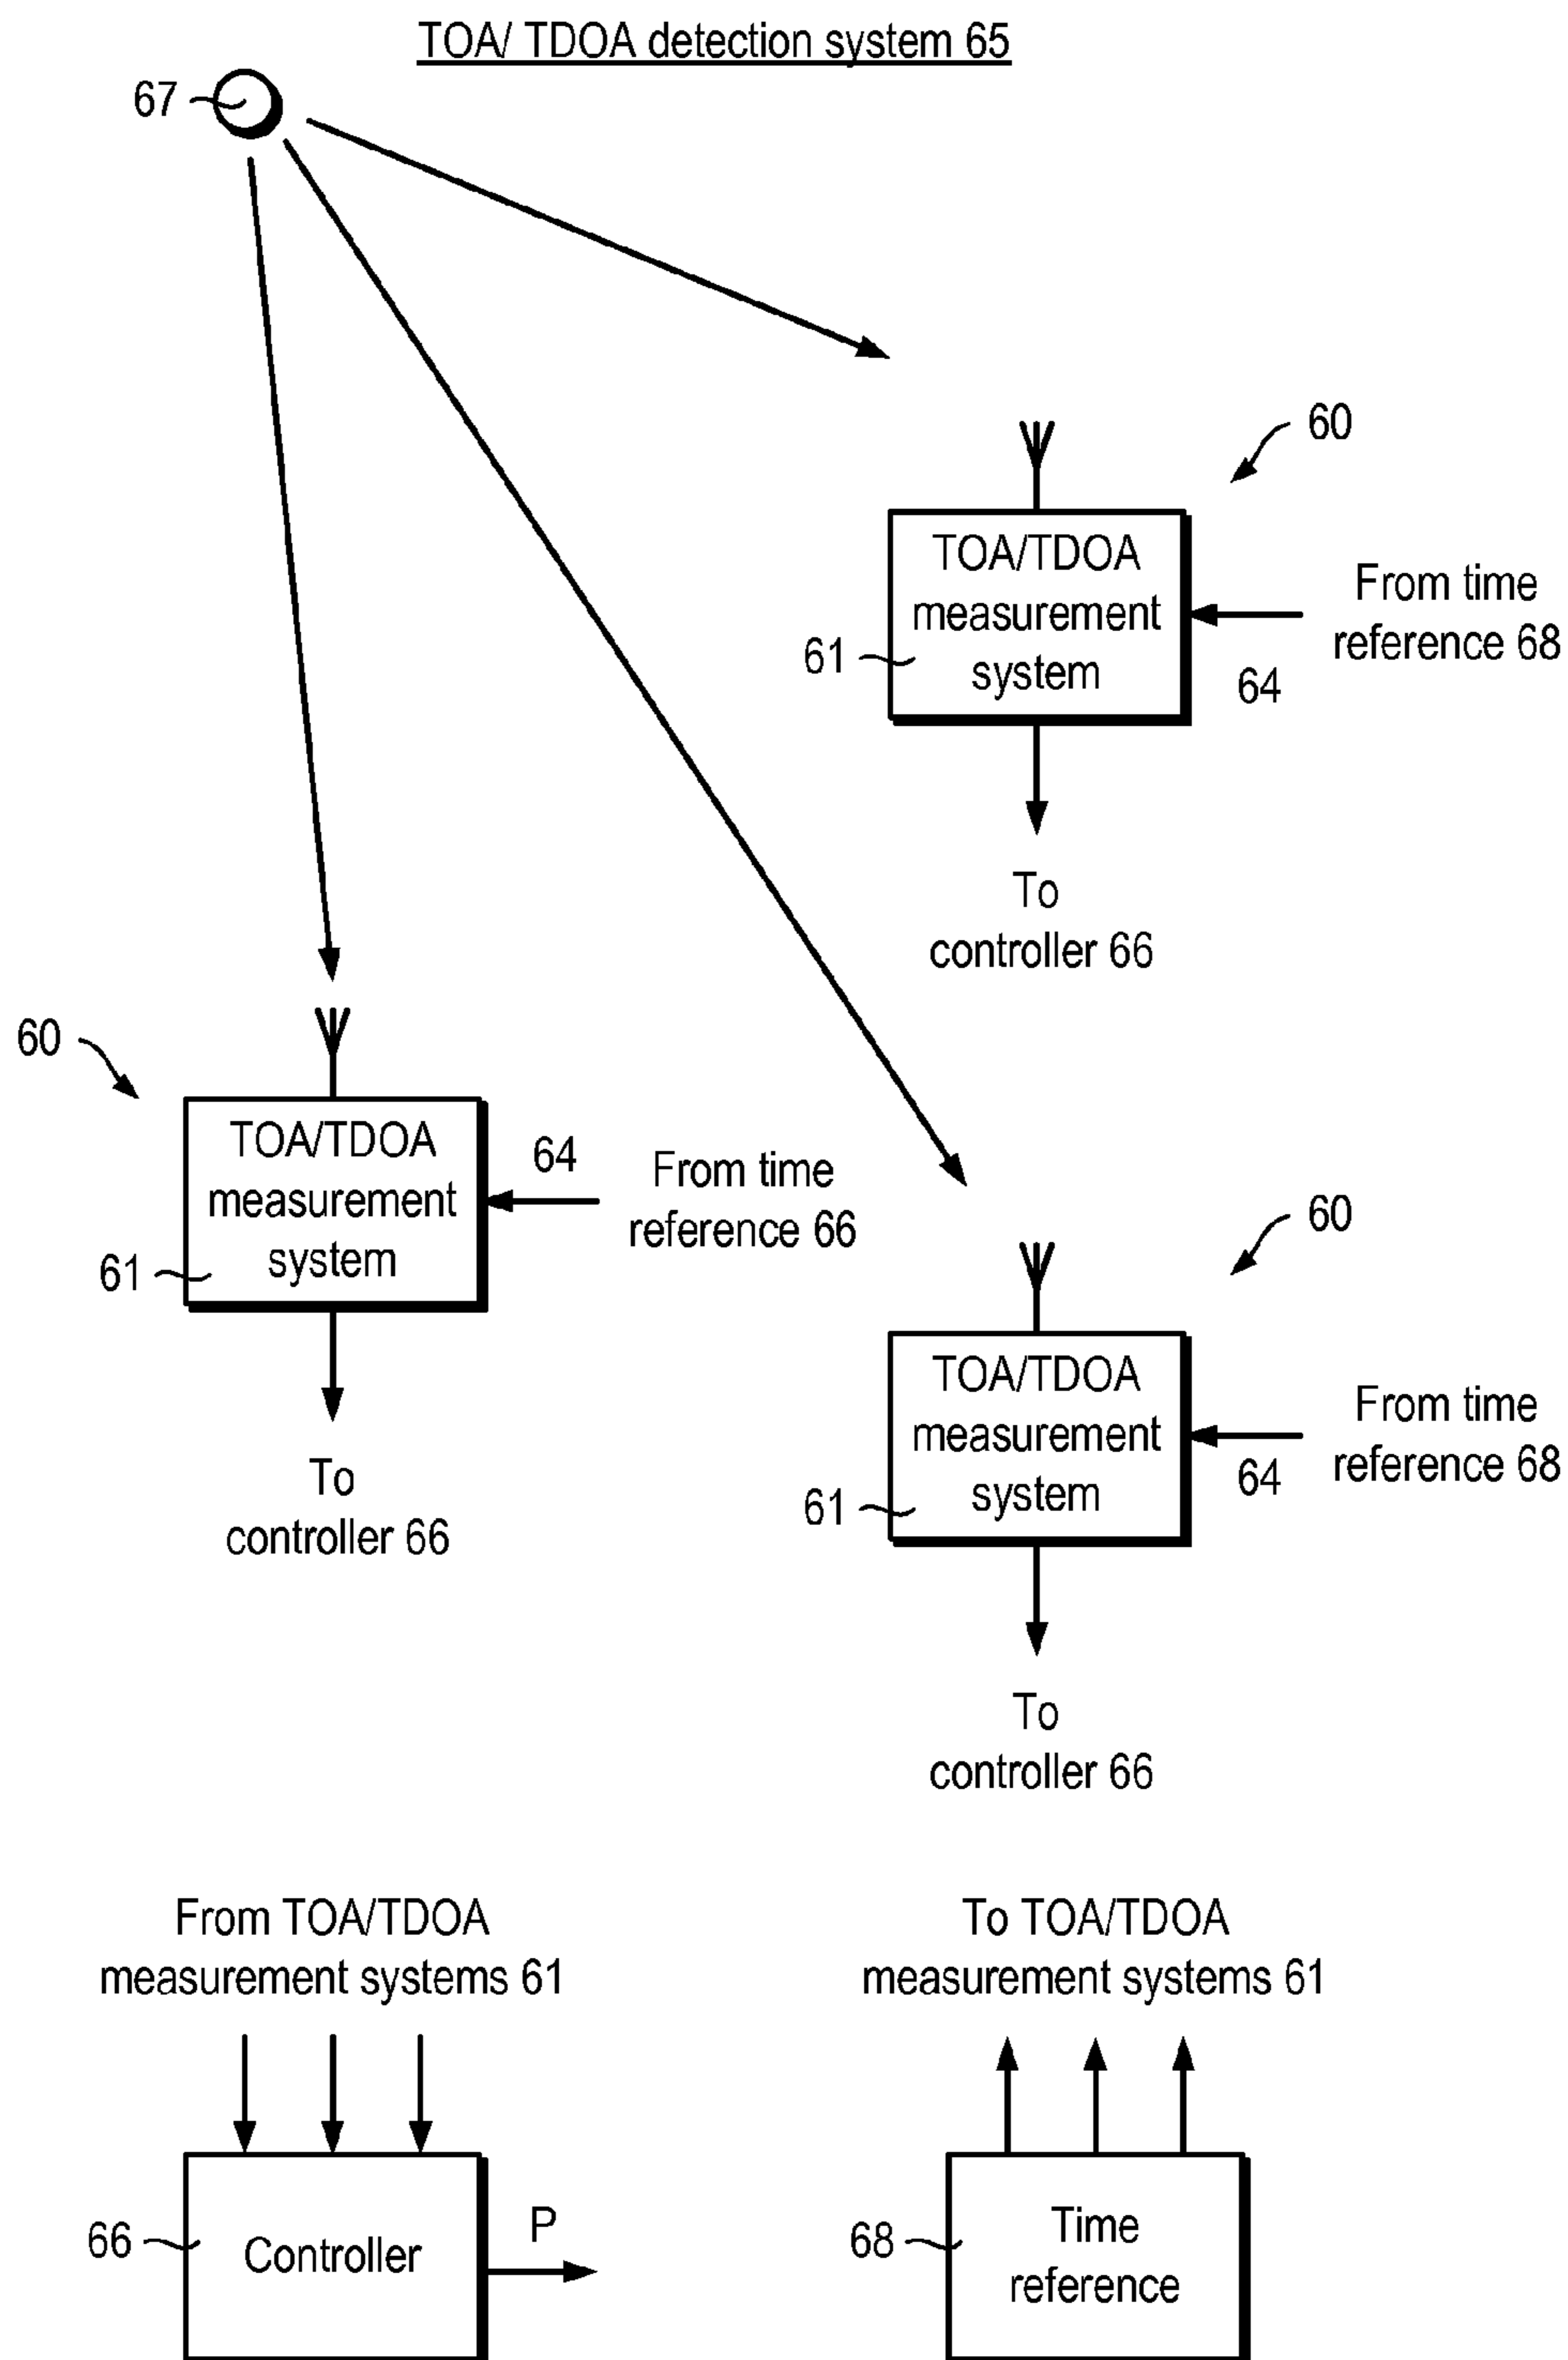 TOA/ TDOA detection system 65
67
60
TOA/TDOA
measurement
system
61
From time
reference 68
64
To
controller 66
60
TOA/TDOA
measurement
system
61
64
From time
reference 66
To
controller 66
60
TOA/TDOA
measurement
system
61
From time
reference 68
64
To
controller 66
From TOA/TDOA
measurement systems 61
66
Controller
P
To TOA/TDOA
measurement systems 61
68
Time
reference